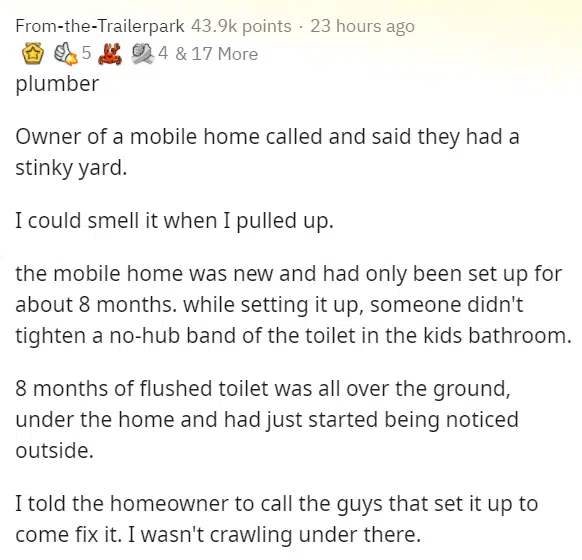 From-the-Trailerpark 43.9k points · 23 hours ago
5 4 & 17 More
plumber
Owner of a mobile home called and said they had a
stinky yard.
I could smell it when I pulled up.
the mobile home was new and had only been set up for
about 8 months. while setting it up, someone didn't
tighten a no-hub band of the toilet in the kids bathroom.
8 months of flushed toilet was all over the ground,
under the home and had just started being noticed
outside.
I told the homeowner to call the guys that set it up to
come fix it. I wasn't crawling under there.